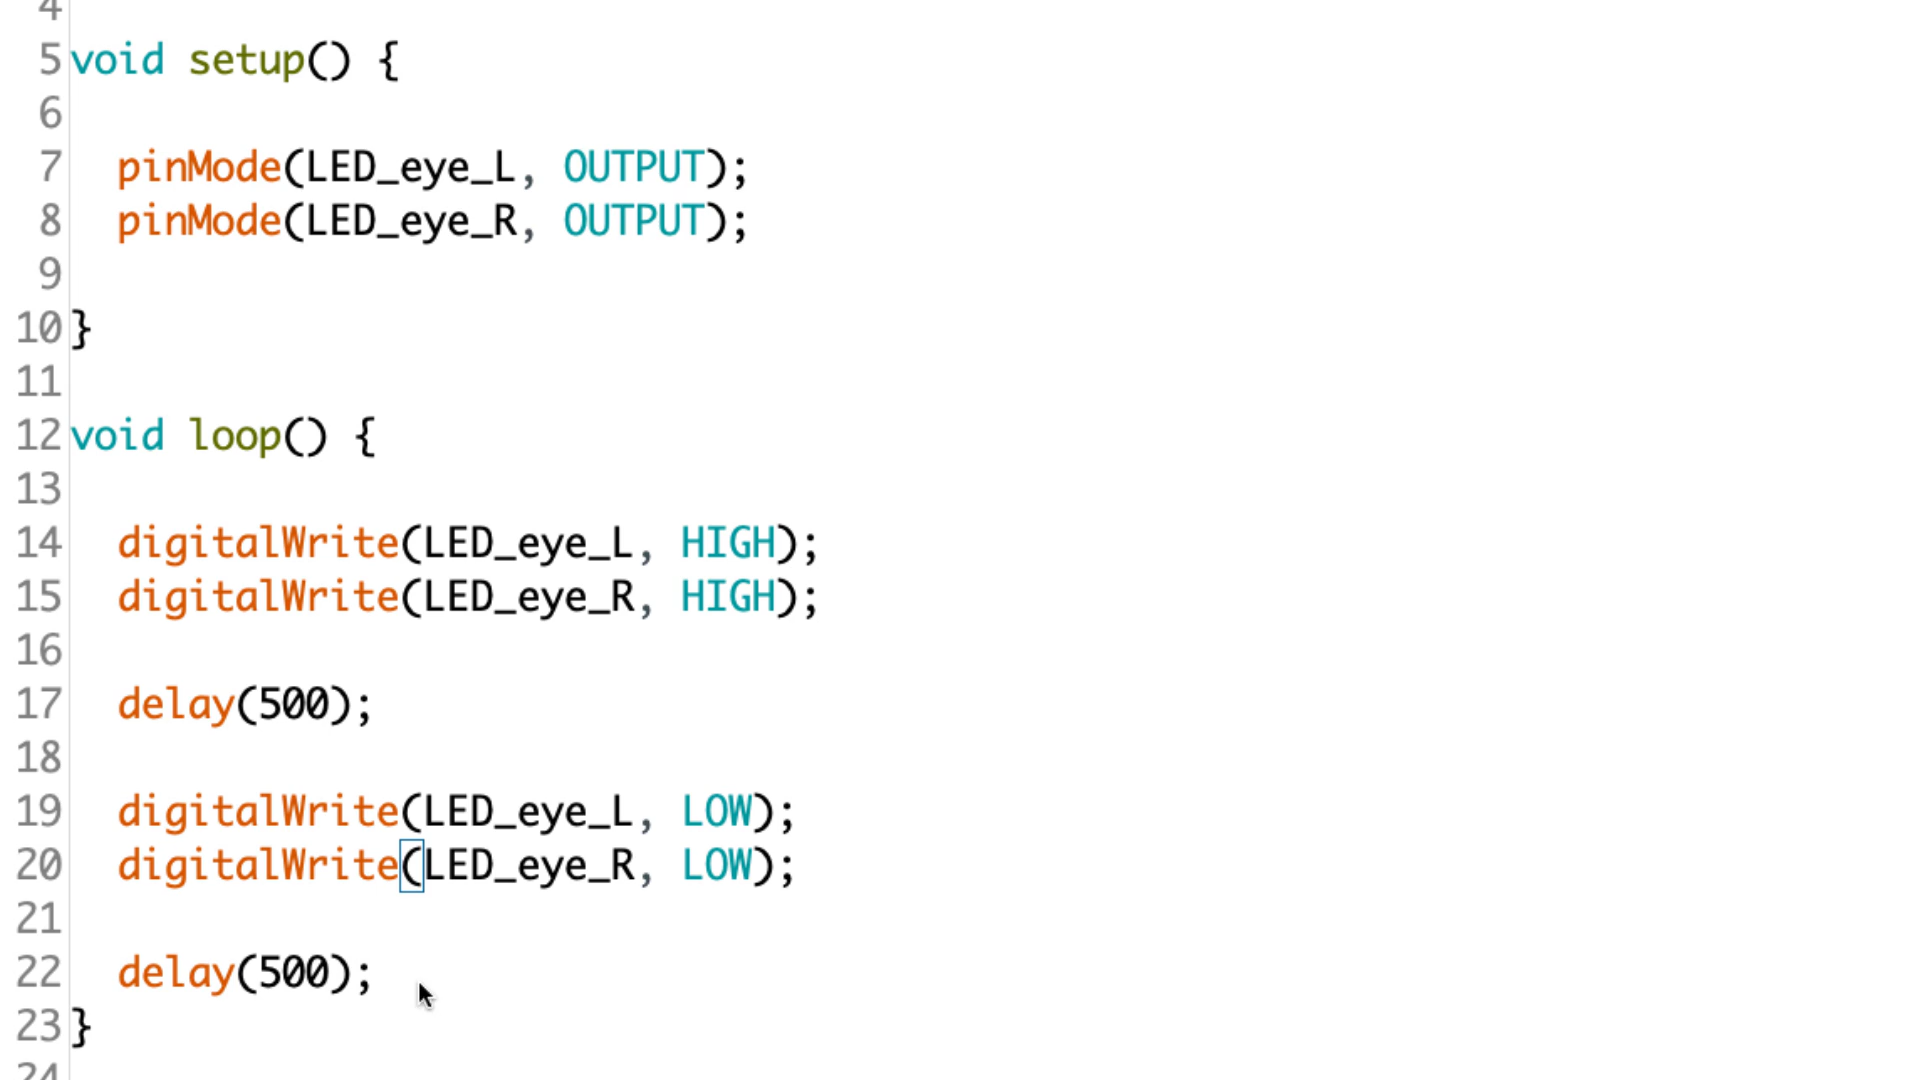 4
5 void setup() {
6
7   pinMode(LED_eye_L, OUTPUT);
8   pinMode(LED_eye_R, OUTPUT);
9
10 }
11
12 void loop() {
13
14   digitalWrite(LED_eye_L, HIGH);
15   digitalWrite(LED_eye_R, HIGH);
16
17   delay(500);
18
19   digitalWrite(LED_eye_L, LOW);
20   digitalWrite(LED_eye_R, LOW);
21
22   delay(500);
23 }
24